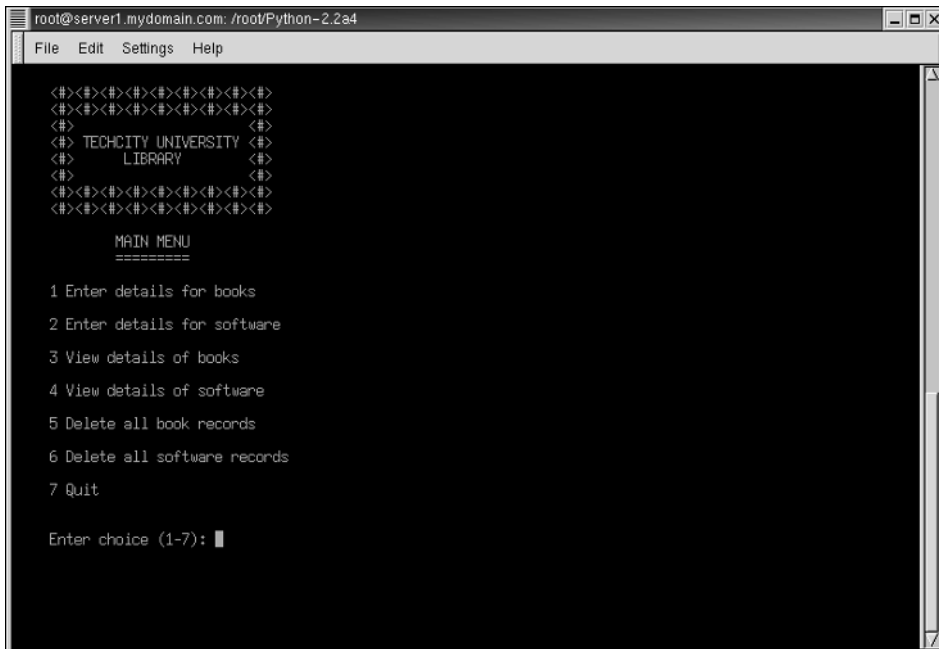 root@server1.mydomain.com: /root/Python-2.2a4
File Edit Settings Help
<#><#><#><#><#><#><#><#><#>
<#><#><#><#><#><#><#><#><#>
<#> <#>
<#> TECHCITY UNIVERSITY <#>
<#> LIBRARY <#>
<#> <#>
<#><#><#><#><#><#><#><#><#>
<#><#><#><#><#><#><#><#><#>
MAIN MENU
=========
1 Enter details for books
2 Enter details for software
3 View details of books
4 View details of software
5 Delete all book records
6 Delete all software records
7 Quit
Enter choice (1-7):